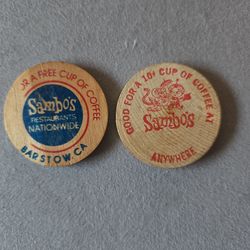 OR A FREE CUP OF COFFEE
Sambo's
RESTAURANTS
NATIONWIDE
BARSTOW, CA
GOOD FOR A 10¢ CUP OF COFFEE AT
Sambo's
ANYWHERE